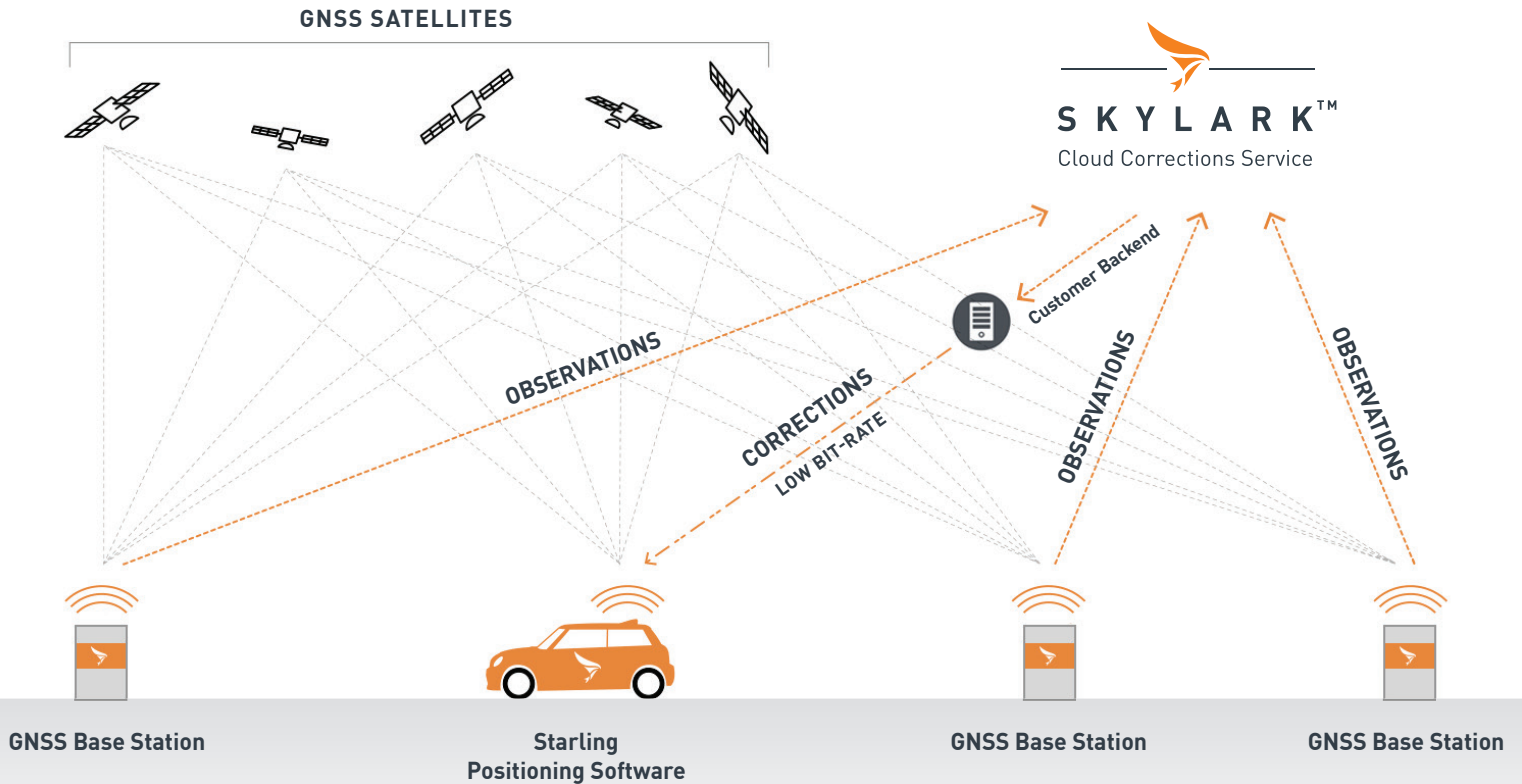 GNSS SATELLITES
SKYLARK™
Cloud Corrections Service
Customer Backend
OBSERVATIONS
CORRECTIONS
LOW BIT-RATE
OBSERVATIONS
OBSERVATIONS
GNSS Base Station
Starling
Positioning Software
GNSS Base Station
GNSS Base Station